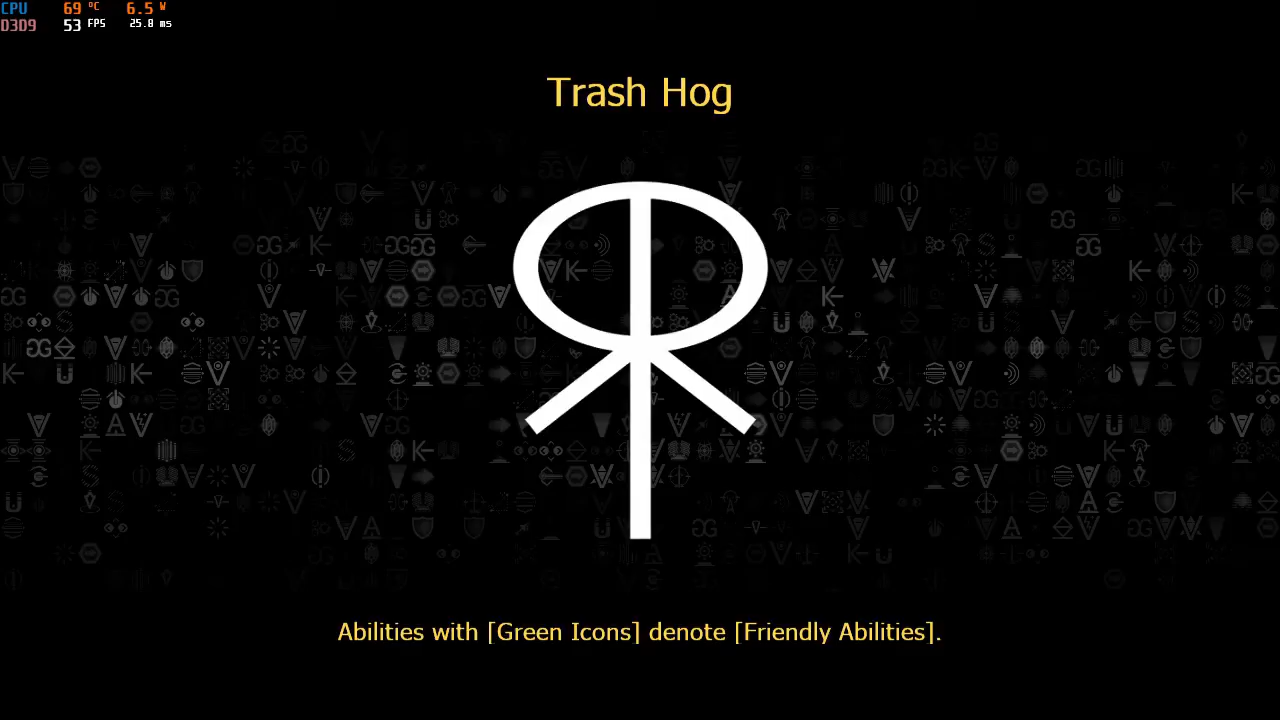 CPU 69 °C 6.5 W
D3D9 53 FPS 25.8 ms
Trash Hog
Abilities with [Green Icons] denote [Friendly Abilities].